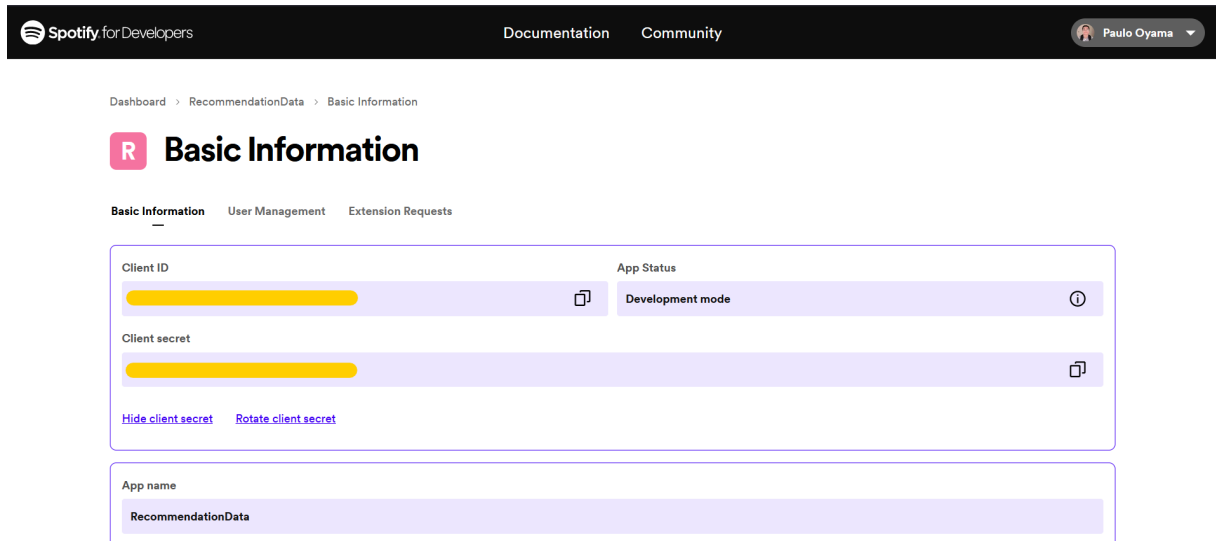 Spotify for Developers
Documentation
Community
Paulo Oyama
Dashboard > RecommendationData > Basic Information
R
Basic Information
Basic Information
User Management
Extension Requests
Client ID
App Status
Development mode
Client secret
Hide client secret
Rotate client secret
App name
RecommendationData